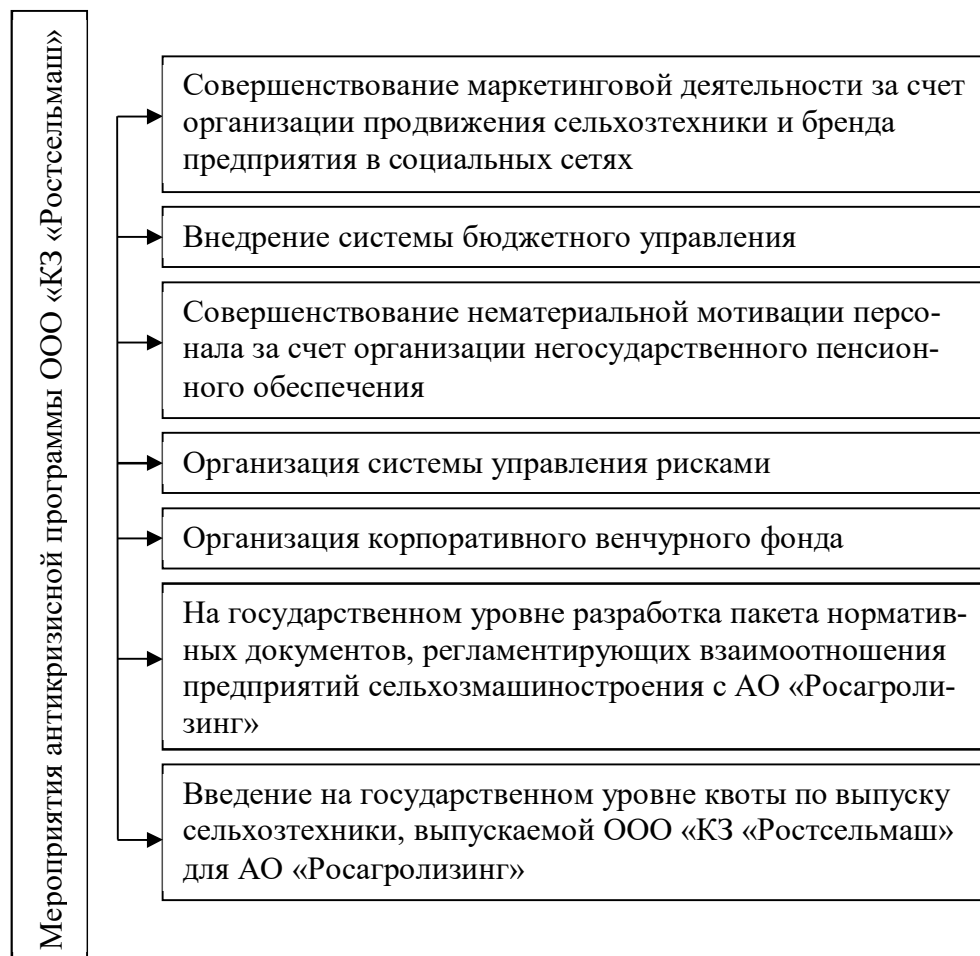 Мероприятия антикризисной программы ООО «КЗ «Ростсельмаш»
Совершенствование маркетинговой деятельности за счет
организации продвижения сельхозтехники и бренда
предприятия в социальных сетях
Внедрение системы бюджетного управления
Совершенствование нематериальной мотивации персо-
нала за счет организации негосударственного пенсион-
ного обеспечения
Организация системы управления рисками
Организация корпоративного венчурного фонда
На государственном уровне разработка пакета норматив-
ных документов, регламентирующих взаимоотношения
предприятий сельхозмашиностроения с АО «Росагроли-
зинг»
Введение на государственном уровне квоты по выпуску
сельхозтехники, выпускаемой ООО «КЗ «Ростсельмаш»
для АО «Росагролизинг»